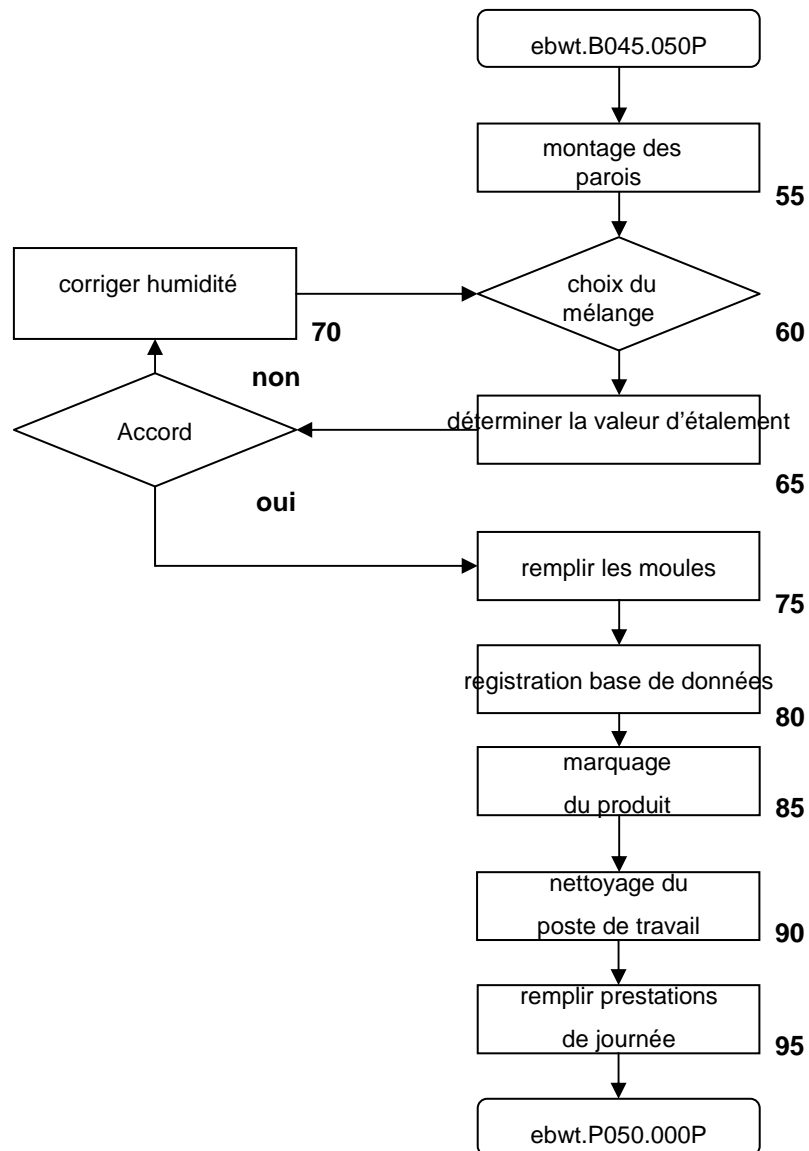 ebwt.B045.050P
montage des
parois
55
corriger humidité
70
choix du
mélange
60
non
Accord
déterminer la valeur d'étalement
65
oui
remplir les moules
75
registration base de données
80
marquage
du produit
85
nettoyage du
poste de travail
90
remplir prestations
de journée
95
ebwt.P050.000P